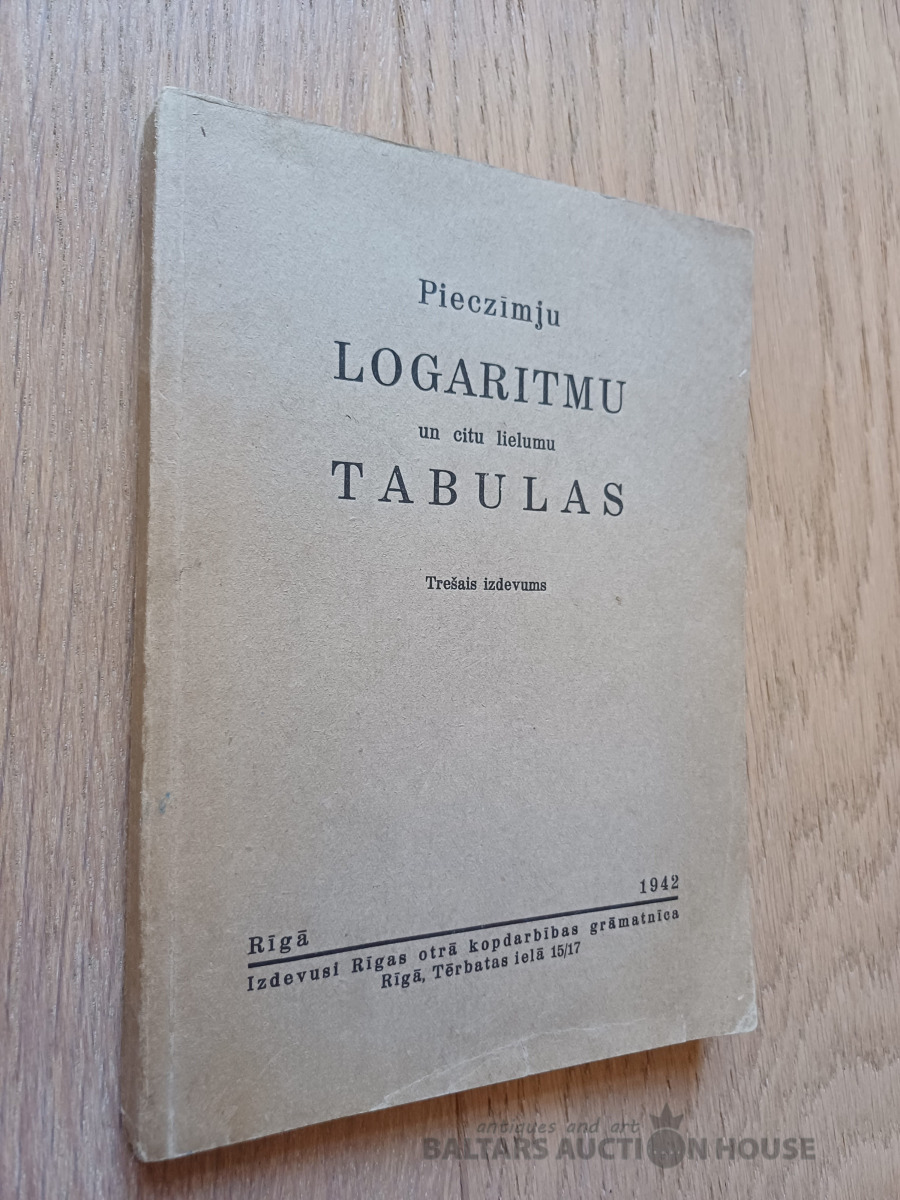 Pieczīmju
LOGARITMU
un citu lielumu
TABULAS
Trešais izdevums
Rīgā 1942
Izdevusi Rīgas otrā kopdarbības grāmatnīca
Rīgā, Tērbatas ielā 15/17
antiques and art
BALTARS AUCTION HOUSE